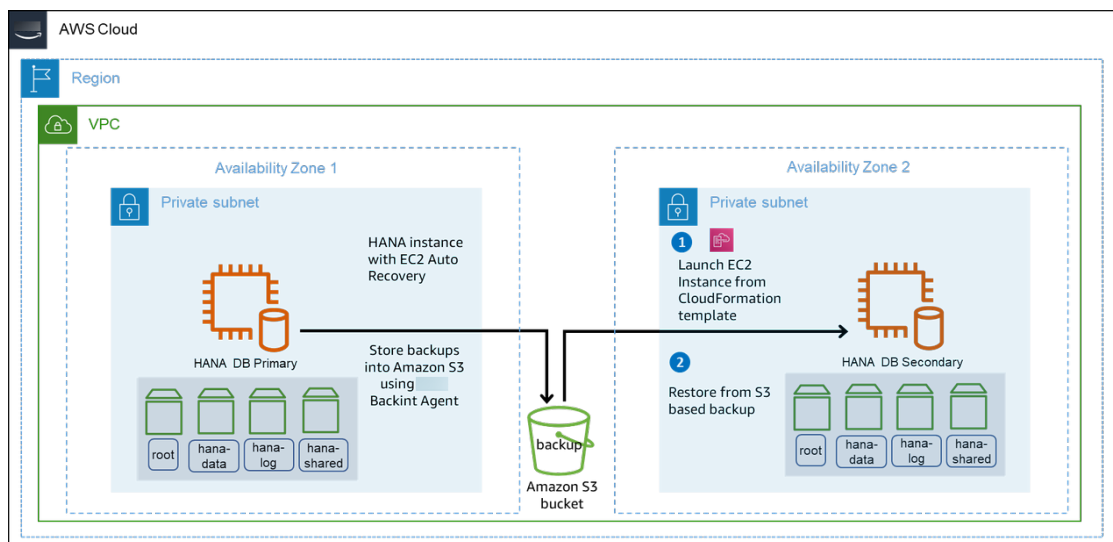 AWS Cloud
Region
VPC
Availability Zone 1
Private subnet
HANA instance
with EC2 Auto
Recovery
HANA DB Primary
Store backups
into Amazon S3
using
Backint Agent
root
hana-
data
hana-
log
hana-
shared
backup
Amazon S3
bucket
Availability Zone 2
Private subnet
1
Launch EC2
Instance from
CloudFormation
template
2
Restore from S3
based backup
HANA DB Secondary
root
hana-
data
hana-
log
hana-
shared